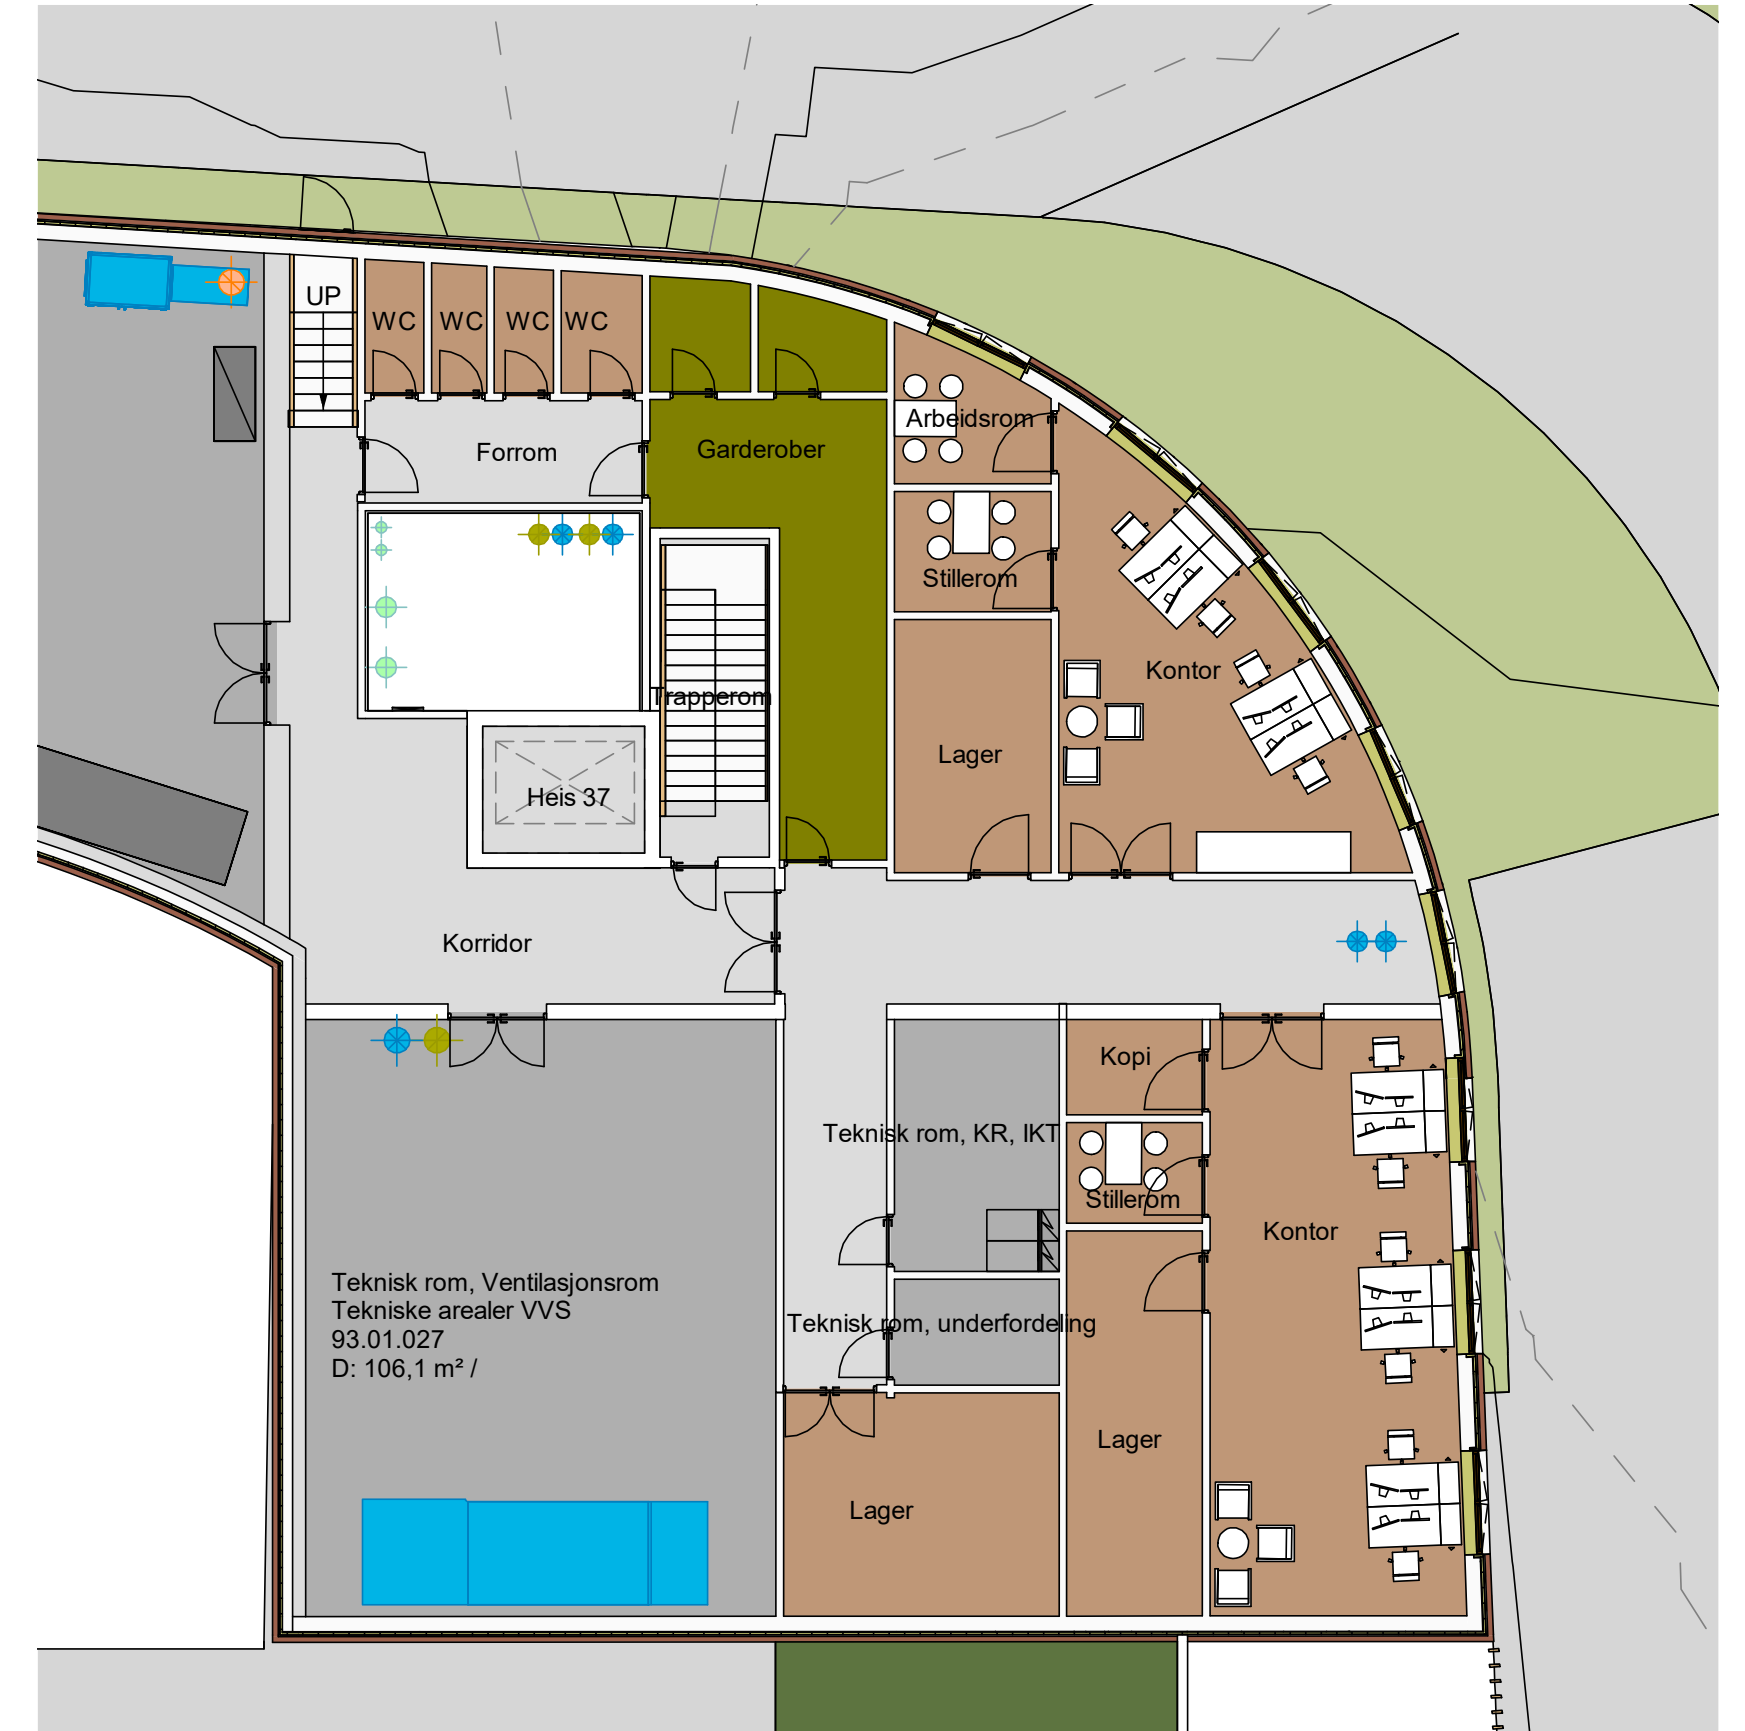 UP
WC
WC
WC
WC
Arbeidsrom
Forrom
Garderober
Stillerom
Kontor
Trapperom
Lager
Heis 37
Korridor
Kopi
Teknisk rom, KR, IKT
Stillerom
Kontor
Teknisk rom, Ventilasjonsrom
Tekniske arealer VVS
93.01.027
D: 106,1 m² /
Teknisk rom, underfordeling
Lager
Lager